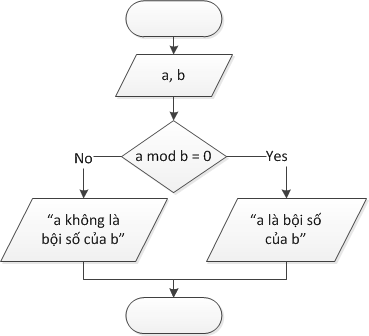 a, b
a mod b = 0
No
Yes
“a không là
bội số của b”
“a là bội số
của b”